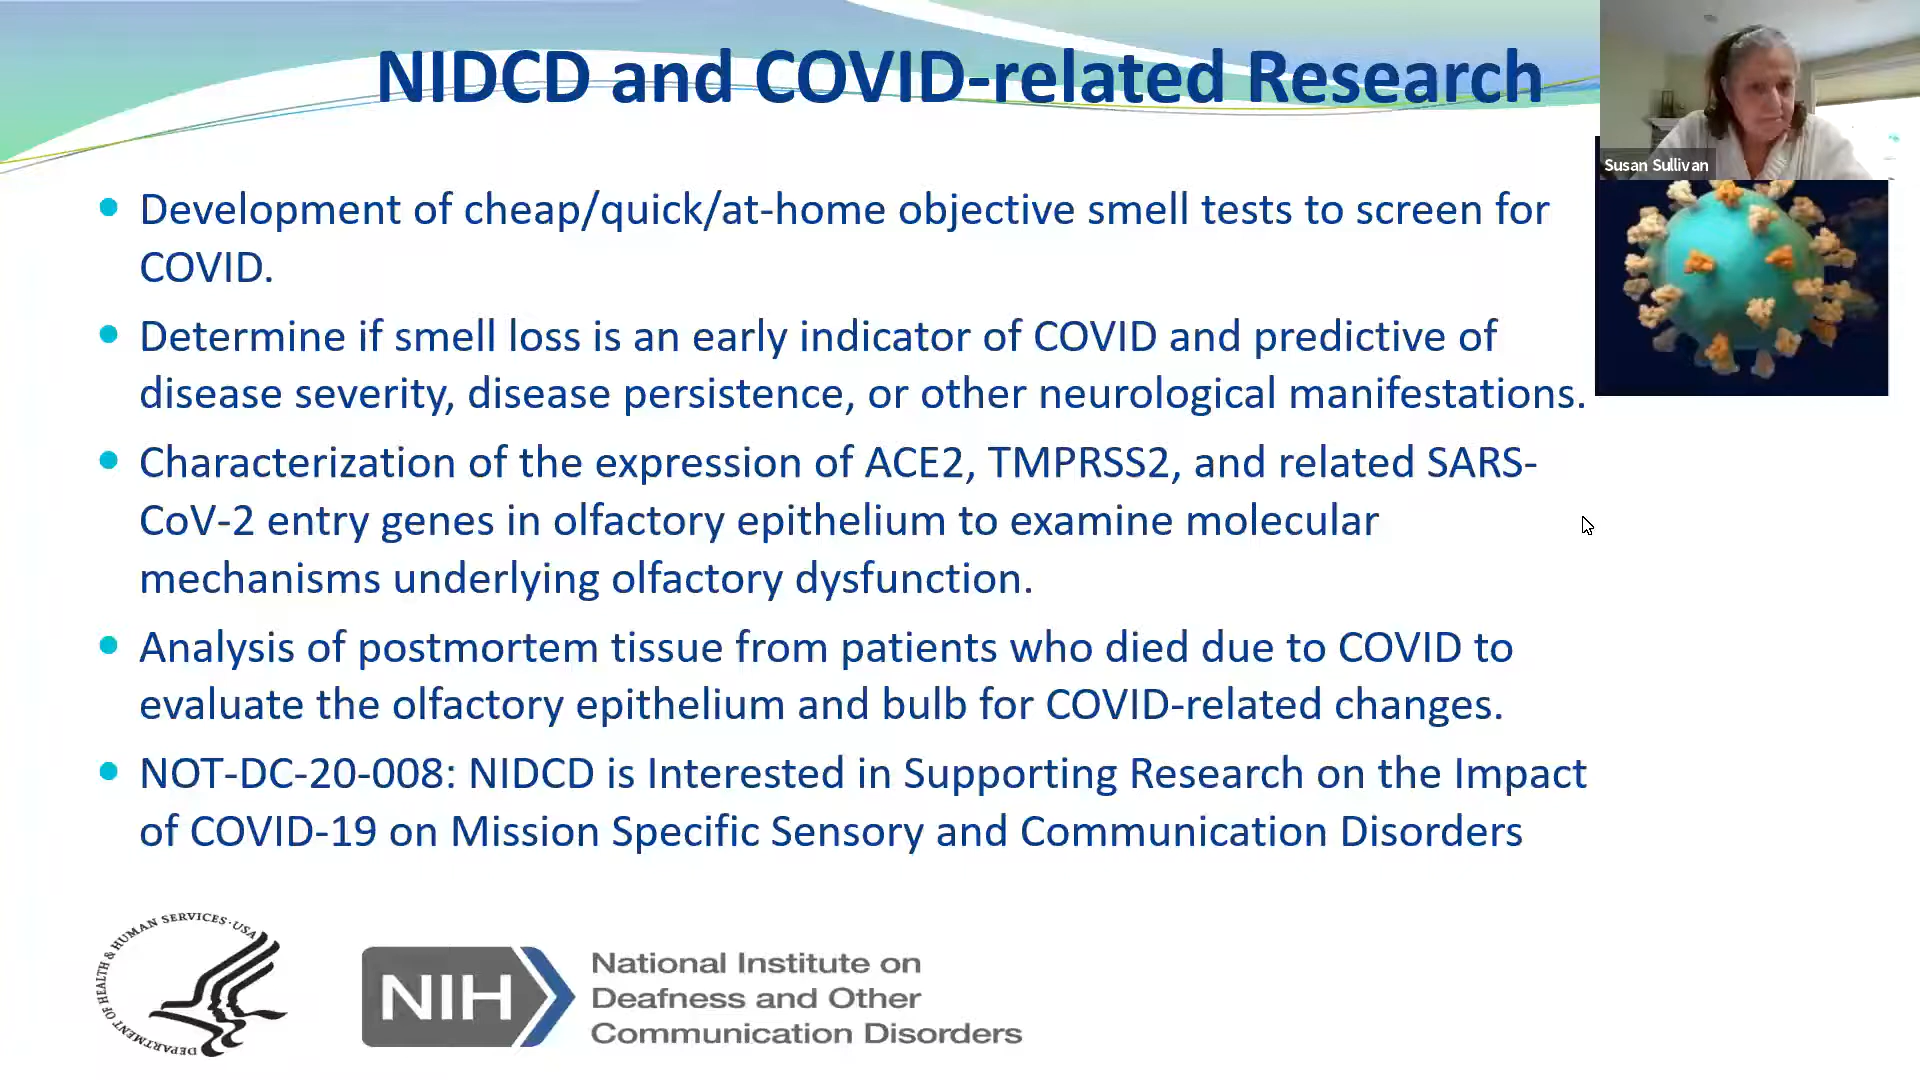 NIDCD and COVID-related Research
Susan Sullivan
• Development of cheap/quick/at-home objective smell tests to screen for
COVID.
• Determine if smell loss is an early indicator of COVID and predictive of
disease severity, disease persistence, or other neurological manifestations.
• Characterization of the expression of ACE2, TMPRSS2, and related SARS-
CoV-2 entry genes in olfactory epithelium to examine molecular
mechanisms underlying olfactory dysfunction.
• Analysis of postmortem tissue from patients who died due to COVID to
evaluate the olfactory epithelium and bulb for COVID-related changes.
• NOT-DC-20-008: NIDCD is Interested in Supporting Research on the Impact
of COVID-19 on Mission Specific Sensory and Communication Disorders
DEPARTMENT OF HEALTH & HUMAN SERVICES · USA
NIH
National Institute on
Deafness and Other
Communication Disorders